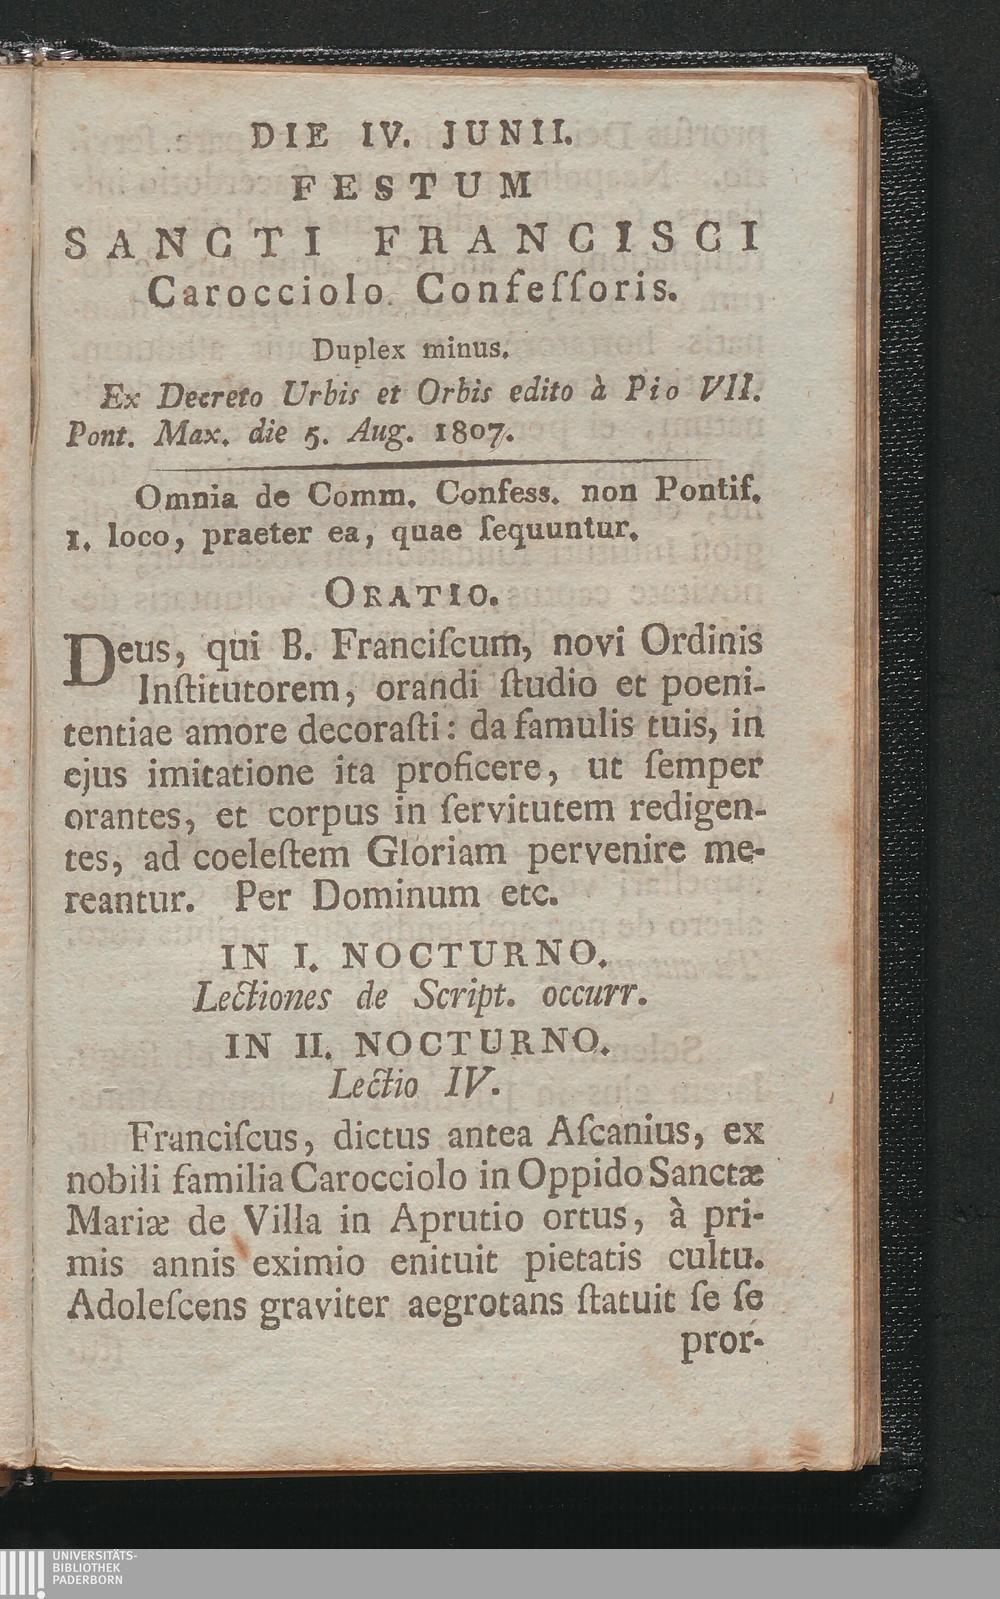 DIE IV. JUNII.
FESTUM
SANCTI FRANCISCI
Carocciolo Confeſſoris.
Duplex minus.
Ex Decreto Urbis et Orbis edito à Pio VII.
Pont. Max. die 5. Aug. 1807.
Omnia de Comm. Confess. non Pontif.
1. loco, praeter ea, quae ſequuntur.
ORATIO.
Deus, qui B. Franciſcum, novi Ordinis
Inſtitutorem, orandi ſtudio et poeni-
tentiae amore decoraſti: da famulis tuis, in
ejus imitatione ita proficere, ut ſemper
orantes, et corpus in ſervitutem redigen-
tes, ad coeleſtem Gloriam pervenire me-
reantur. Per Dominum etc.
IN I. NOCTURNO.
Lectiones de Script. occurr.
IN II. NOCTURNO.
Lectio IV.
Franciſcus, dictus antea Aſcanius, ex
nobili familia Carocciolo in Oppido Sanctæ
Mariæ de Villa in Aprutio ortus, à pri-
mis annis eximio enituit pietatis cultu.
Adoleſcens graviter aegrotans ſtatuit ſe ſe
pror-
UNIVERSITÄTS-
BIBLIOTHEK
PADERBORN